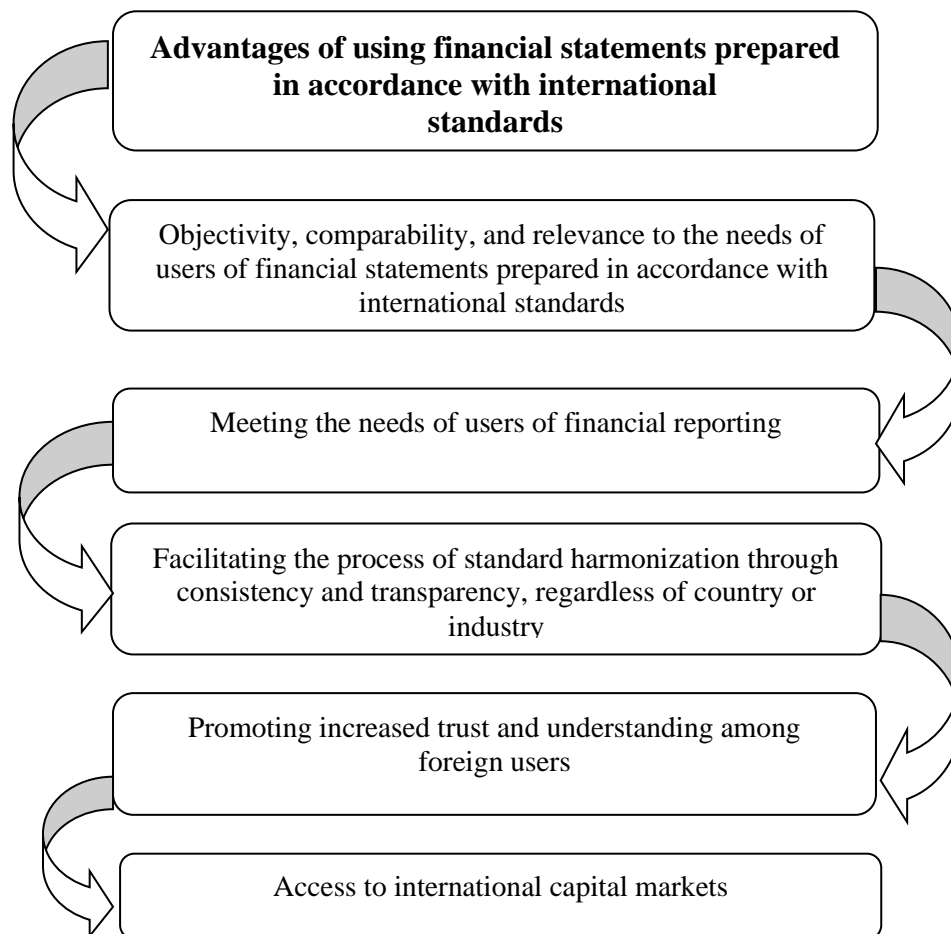 Advantages of using financial statements prepared
in accordance with international
standards
Objectivity, comparability, and relevance to the needs of
users of financial statements prepared in accordance with
international standards
Meeting the needs of users of financial reporting
Facilitating the process of standard harmonization through
consistency and transparency, regardless of country or
industry
Promoting increased trust and understanding among
foreign users
Access to international capital markets